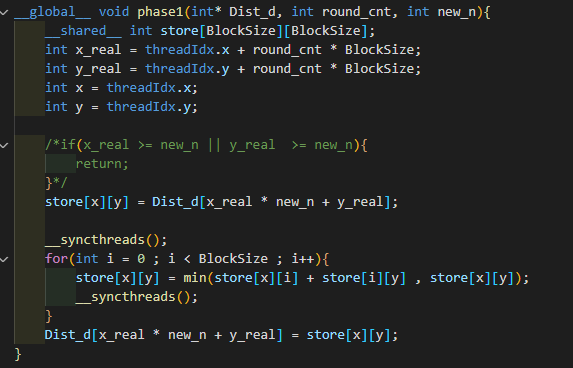 __global__ void phase1(int* Dist_d, int round_cnt, int new_n){
    __shared__ int store[BlockSize][BlockSize];
    int x_real = threadIdx.x + round_cnt * BlockSize;
    int y_real = threadIdx.y + round_cnt * BlockSize;
    int x = threadIdx.x;
    int y = threadIdx.y;

    /*if(x_real >= new_n || y_real  >= new_n){
        return;
    }*/
    store[x][y] = Dist_d[x_real * new_n + y_real];

    __syncthreads();
    for(int i = 0 ; i < BlockSize ; i++){
        store[x][y] = min(store[x][i] + store[i][y] , store[x][y]);
        __syncthreads();
    }
    Dist_d[x_real * new_n + y_real] = store[x][y];
}